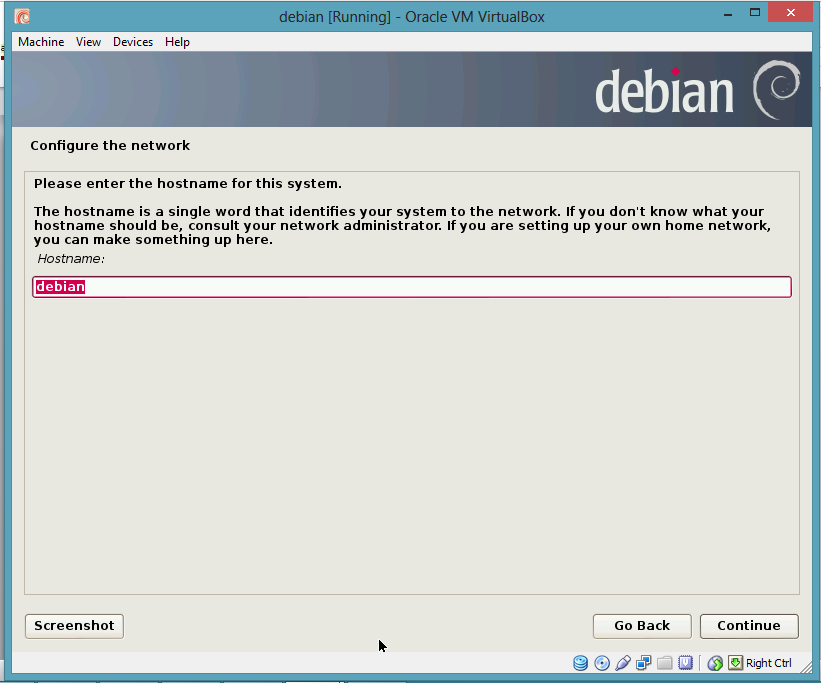 debian [Running] - Oracle VM VirtualBox
Machine View Devices Help
debian
Configure the network
Please enter the hostname for this system.
The hostname is a single word that identifies your system to the network. If you don't know what your
hostname should be, consult your network administrator. If you are setting up your own home network,
you can make something up here.
Hostname:
debian
Screenshot Go Back Continue
Right Ctrl